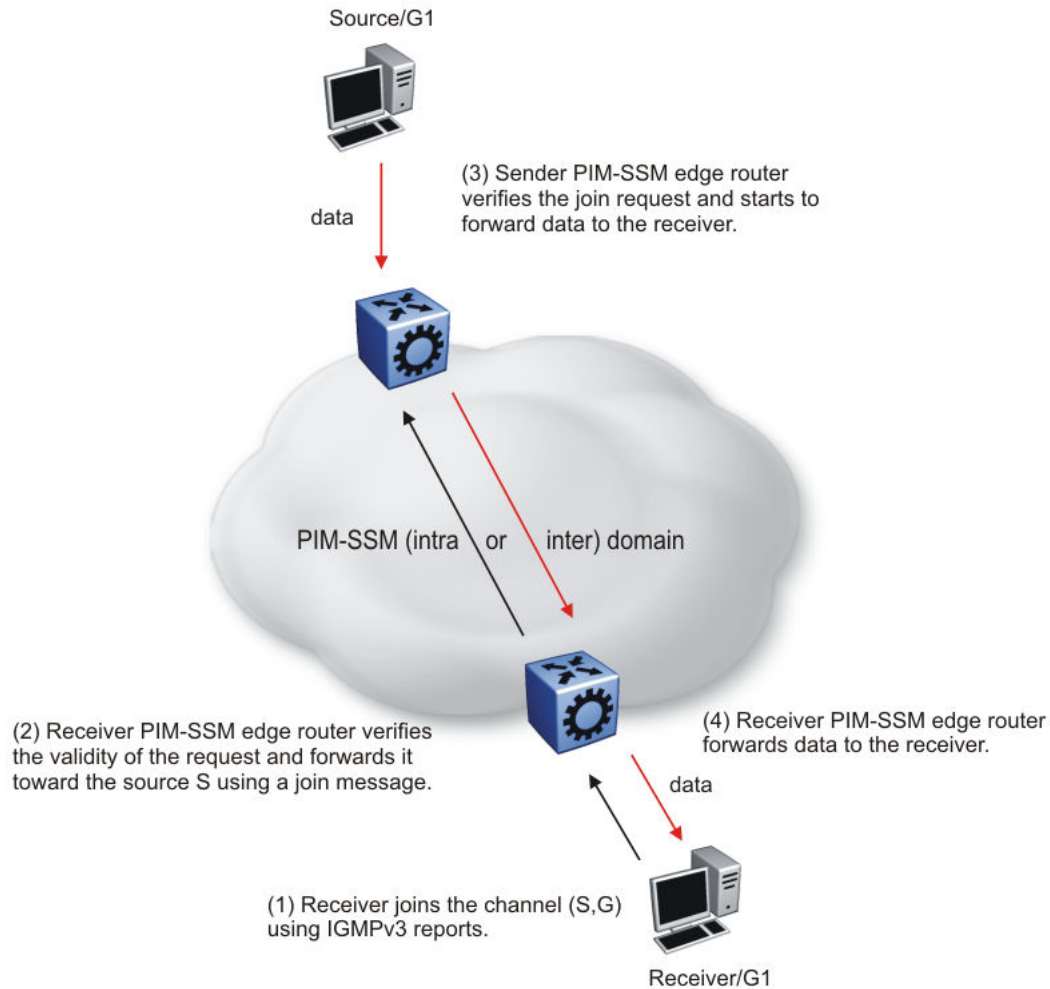 Source/G1
(3) Sender PIM-SSM edge router
verifies the join request and starts to
forward data to the receiver.
data
PIM-SSM (intra or inter) domain
(2) Receiver PIM-SSM edge router verifies
the validity of the request and forwards it
toward the source S using a join message.
(4) Receiver PIM-SSM edge router
forwards data to the receiver.
data
(1) Receiver joins the channel (S,G)
using IGMPv3 reports.
Receiver/G1